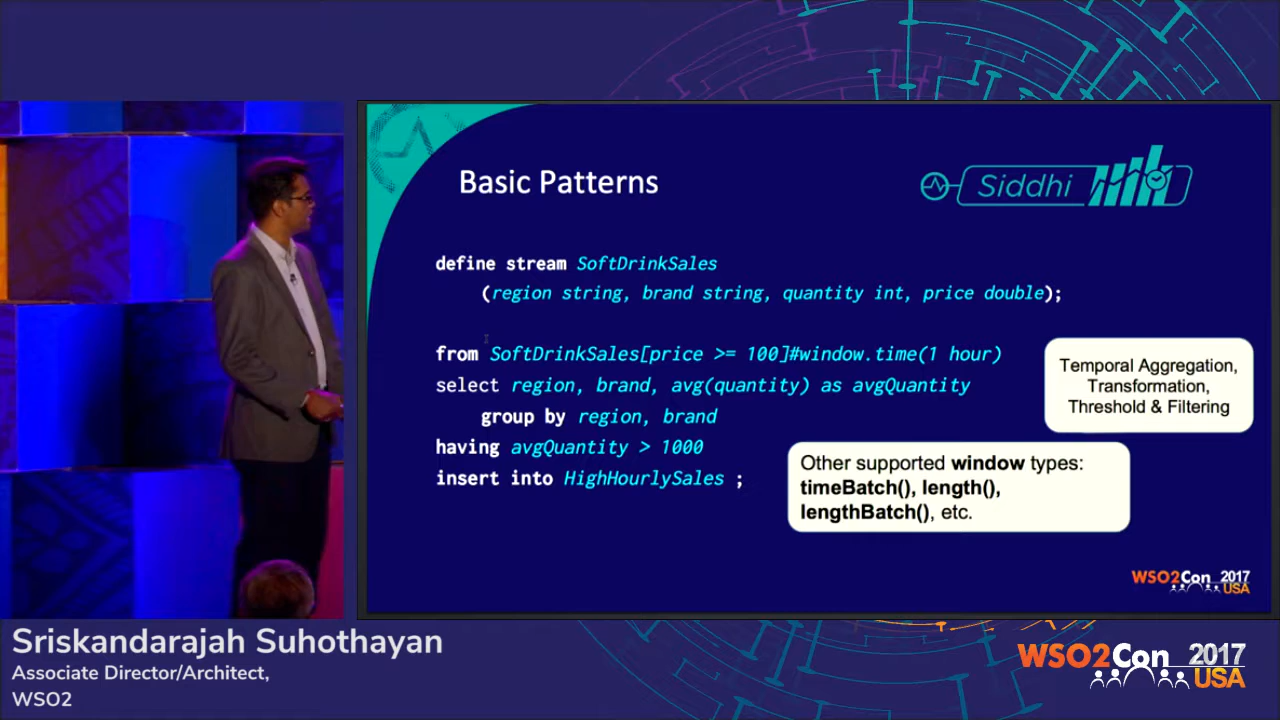 Basic Patterns
Siddhi
define stream SoftDrinkSales
(region string, brand string, quantity int, price double);
from SoftDrinkSales[price >= 100]#window.time(1 hour)
select region, brand, avg(quantity) as avgQuantity
group by region, brand
having avgQuantity > 1000
insert into HighHourlySales ;
Temporal Aggregation,
Transformation,
Threshold & Filtering
Other supported window types:
timeBatch(), length(),
lengthBatch(), etc.
WSO2Con 2017
USA
Sriskandarajah Suhothayan
Associate Director/Architect,
WSO2
WSO2Con 2017
USA